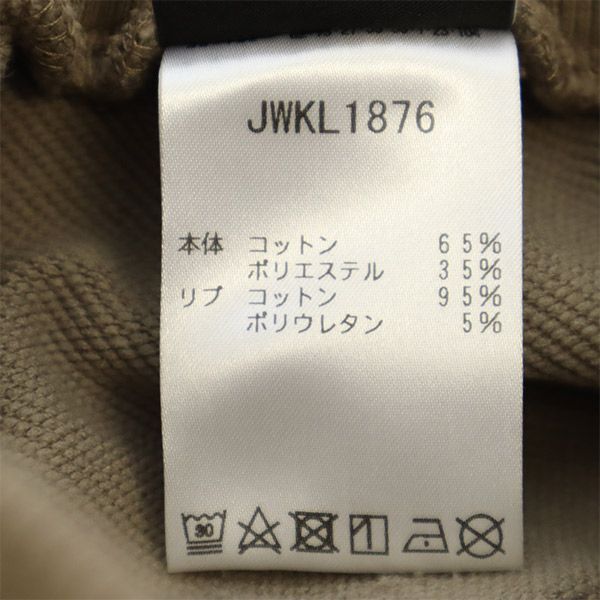 JWKL1876
本体 コットン 65%
ポリエステル 35%
リブ コットン 95%
ポリウレタン 5%
30